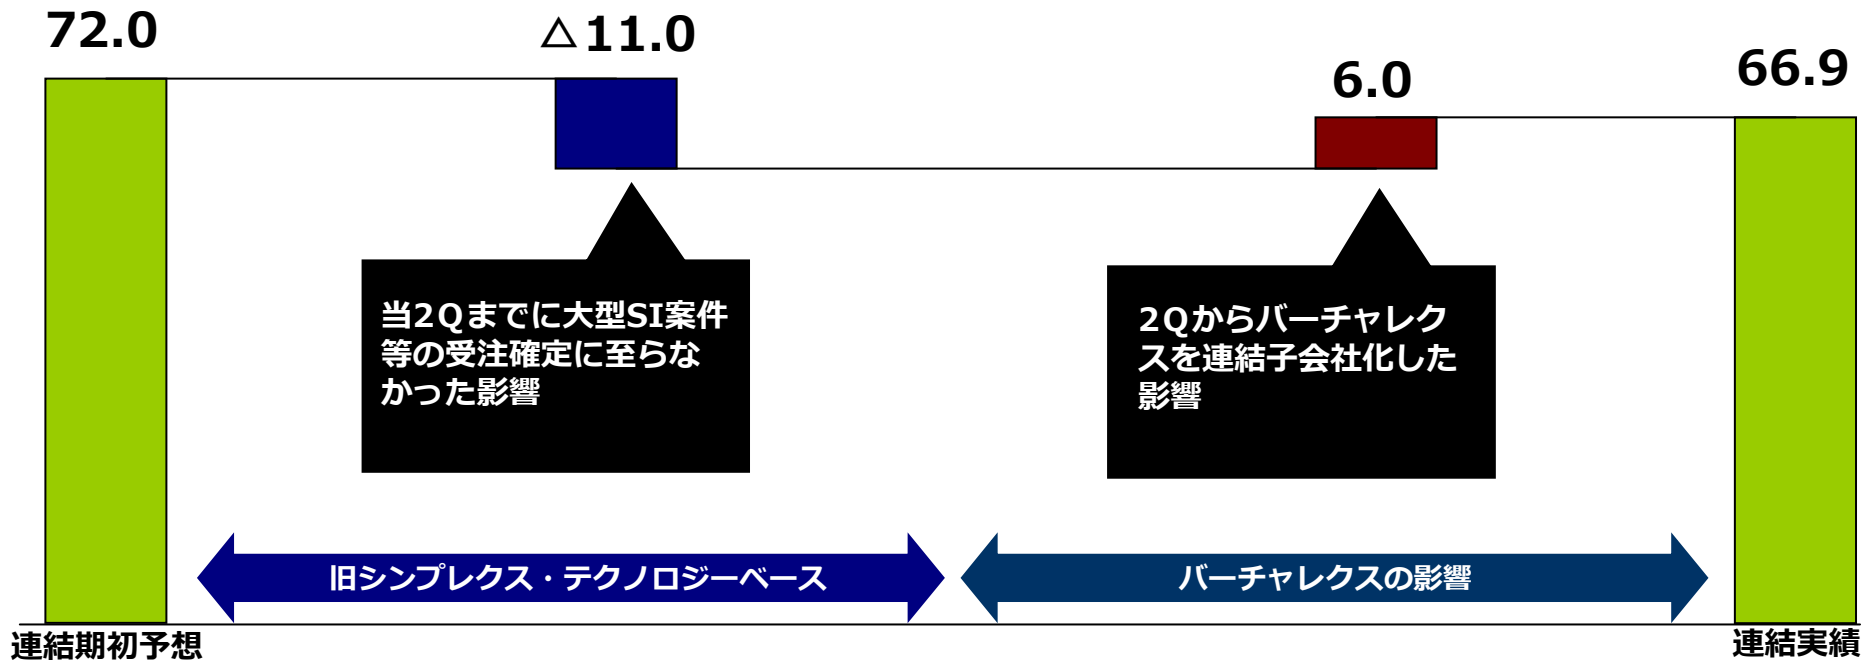 72.0
△11.0
6.0
66.9
当2Qまでに大型SI案件
等の受注確定に至らな
かった影響
2Qからバーチャレク
スを連結子会社化した
影響
旧シンプレクス・テクノロジーベース
バーチャレクスの影響
連結期初予想
連結実績